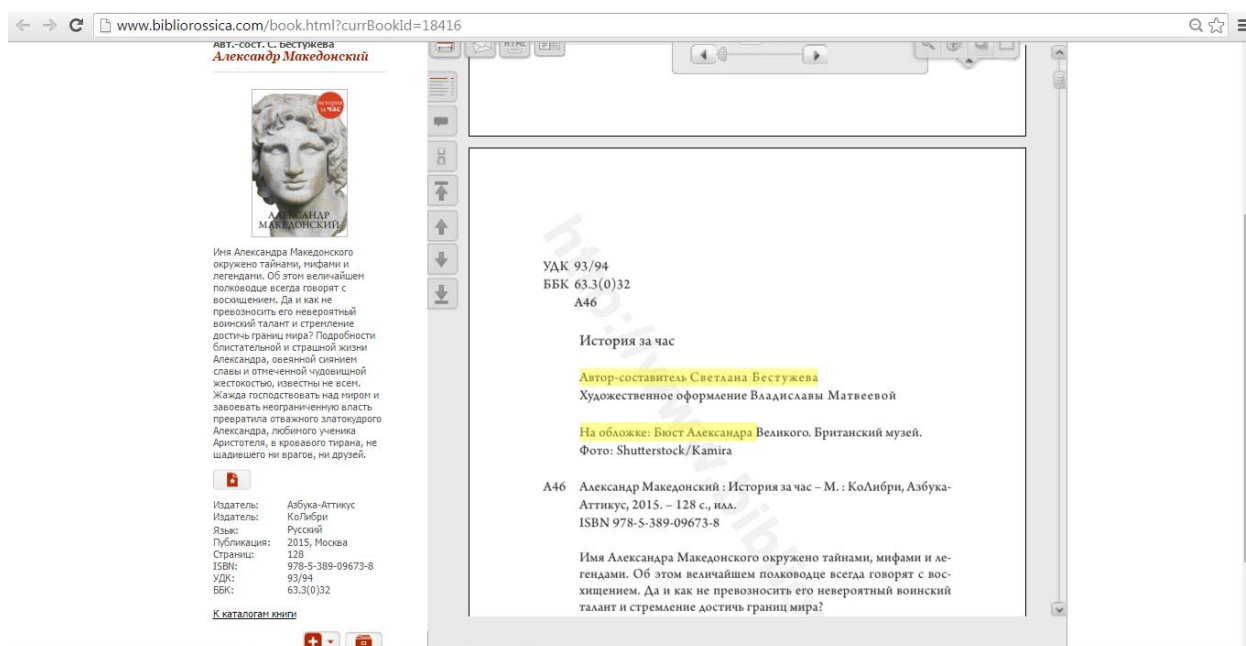 www.bibliorossica.com/book.html?currBookId=18416
Авт.-сост. С. Бестужева
Александр Македонский
история
за час
АЛЕКСАНДР
МАКЕДОНСКИЙ
Имя Александра Македонского
окружено тайнами, мифами и
легендами. Об этом величайшем
полководце всегда говорят с
восхищением. Да и как не
превозносить его невероятный
воинский талант и стремление
достичь границ мира? Подробности
блистательной и страшной жизни
Александра, овеянной сиянием
славы и отмеченной чудовищной
жестокостью, известны не всем.
Жажда господствовать над миром и
завоевать неограниченную власть
превратила отважного златокудрого
Александра, любимого ученика
Аристотеля, в кровавого тирана, не
щадившего ни врагов, ни друзей.
Издатель: Азбука-Аттикус
Издатель: КоЛибри
Язык: Русский
Публикация: 2015, Москва
Страниц: 128
ISBN: 978-5-389-09673-8
УДК: 93/94
ББК: 63.3(0)32
К каталогам книги
HTML
http://www.biblio
УДК 93/94
ББК 63.3(0)32
А46
История за час
Автор-составитель Светлана Бестужева
Художественное оформление Владиславы Матвеевой
На обложке: Бюст Александра Великого. Британский музей.
Фото: Shutterstock/Kamira
А46 Александр Македонский : История за час – М. : КоЛибри, Азбука-
Аттикус, 2015. – 128 с., илл.
ISBN 978-5-389-09673-8
Имя Александра Македонского окружено тайнами, мифами и ле-
гендами. Об этом величайшем полководце всегда говорят с вос-
хищением. Да и как не превозносить его невероятный воинский
талант и стремление достичь границ мира?